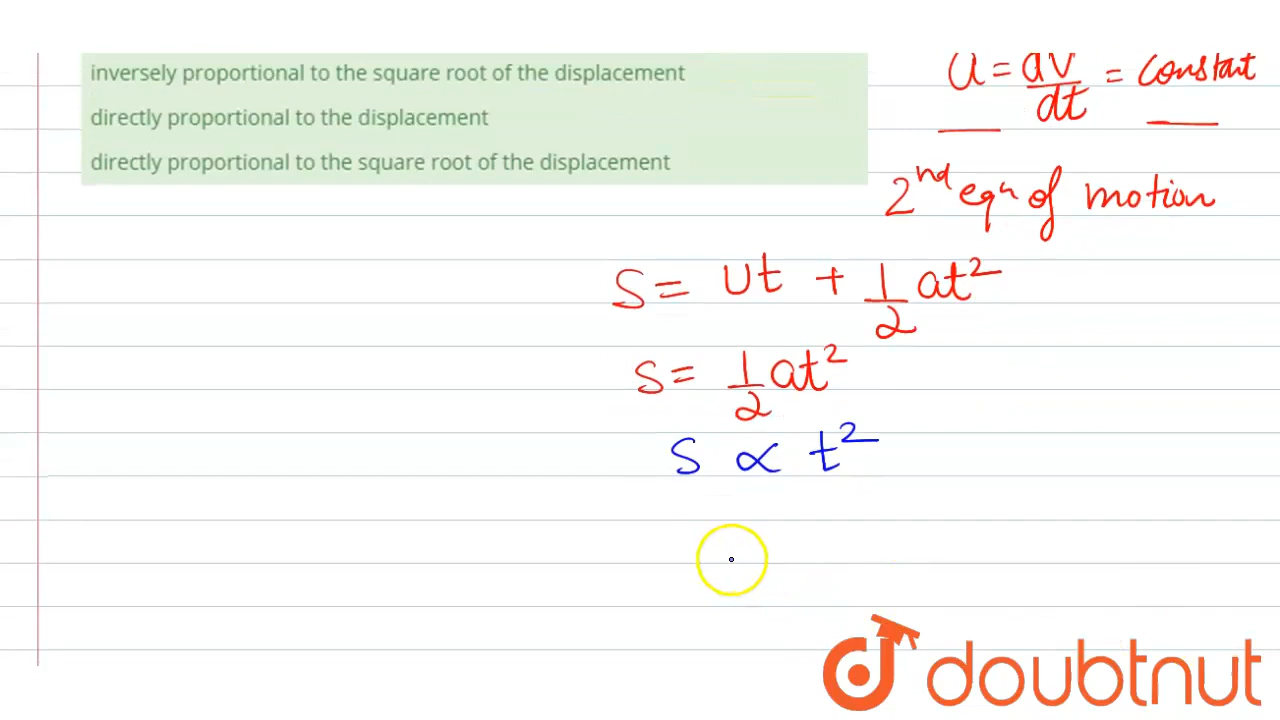 inversely proportional to the square root of the displacement
directly proportional to the displacement
directly proportional to the square root of the displacement
a = dv/dt = constant
2nd eqn of motion
S = ut + 1/2 at²
S = 1/2 at²
S ∝ t²
doubtnut